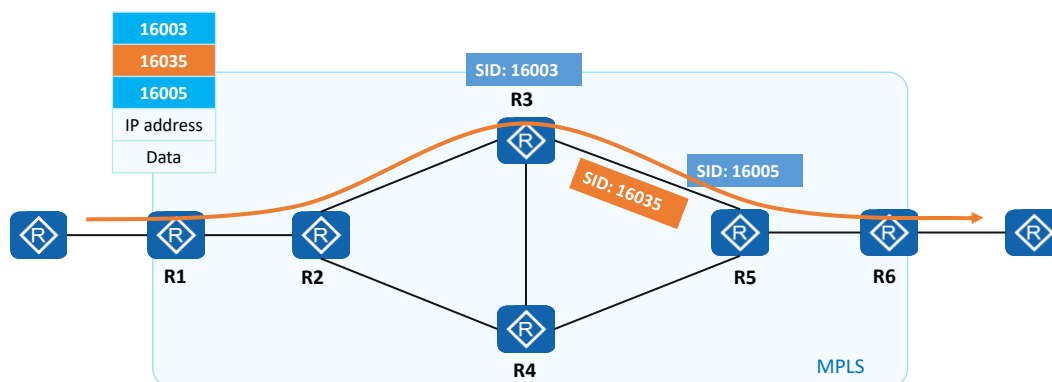 16003
16035
16005
IP address
Data
SID: 16003
R3
SID: 16035
SID: 16005
R
R
R
R
R
R
R
R
R1
R2
R5
R6
R4
MPLS